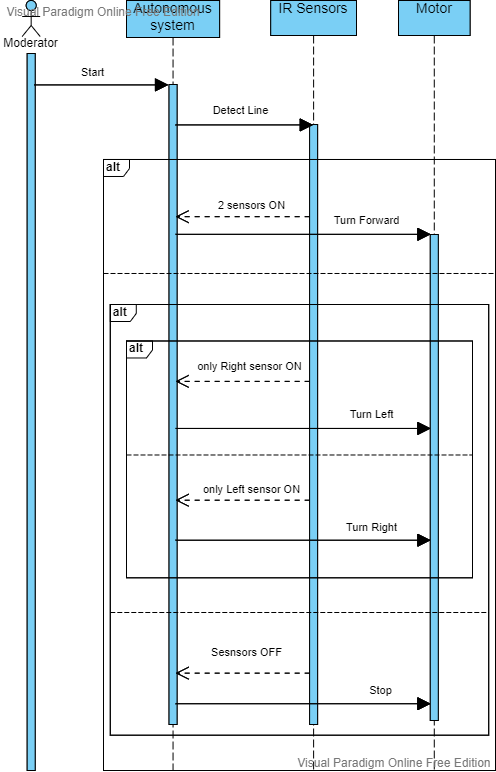 Visual Paradigm Online Free Edition
Autonomous
system
IR Sensors
Motor
Moderator
Start
Detect Line
alt
2 sensors ON
Turn Forward
alt
alt
only Right sensor ON
Turn Left
only Left sensor ON
Turn Right
Sesnsors OFF
Stop
Visual Paradigm Online Free Edition